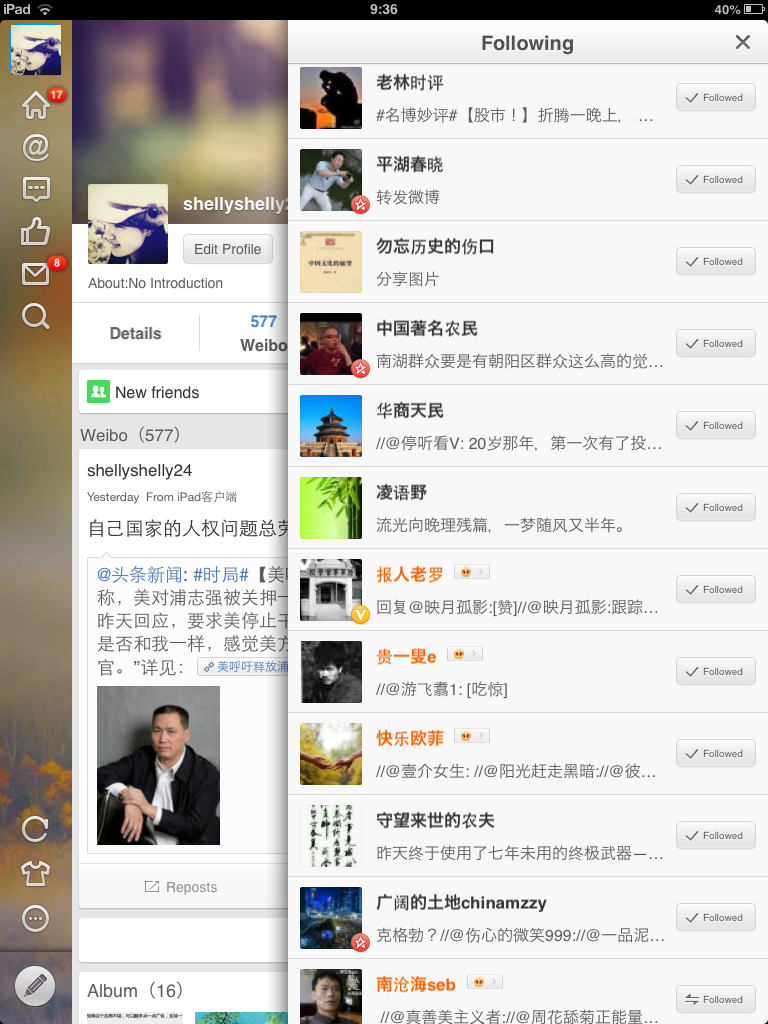 iPad
9:36
40%
17
8
shellyshelly2
Edit Profile
About:No Introduction
Details
577
Weibo
New friends
Weibo（577）
shellyshelly24
Yesterday From iPad客户端
自己国家的人权问题总
@头条新闻: #时局#【美
称，美对浦志强被关押一
昨天回应，要求美停止干
是否和我一样，感觉美方
官。”详见：
美呼吁释放浦
Reposts
Album（16）
Following
老林时评
#名博妙评#【股市！】折腾一晚上， …
Followed
平湖春晓
转发微博
Followed
勿忘历史的伤口
分享图片
Followed
中国著名农民
南湖群众要是有朝阳区群众这么高的觉…
Followed
华商天民
//@停听看V: 20岁那年，第一次有了投…
Followed
凌语野
流光向晚理残篇，一梦随风又半年。
Followed
报人老罗
回复@映月孤影:[赞]//@映月孤影:跟踪…
Followed
贵一叟e
//@游飞翥1: [吃惊]
Followed
快乐欧菲
//@壹介女生: //@阳光赶走黑暗://@彼…
Followed
守望来世的农夫
昨天终于使用了七年未用的终极武器—…
Followed
广阔的土地chinamzzy
克格勃？//@伤心的微笑999://@一品泥…
Followed
南沧海seb
//@真善美主义者://@周花舔菊正能量…
Followed